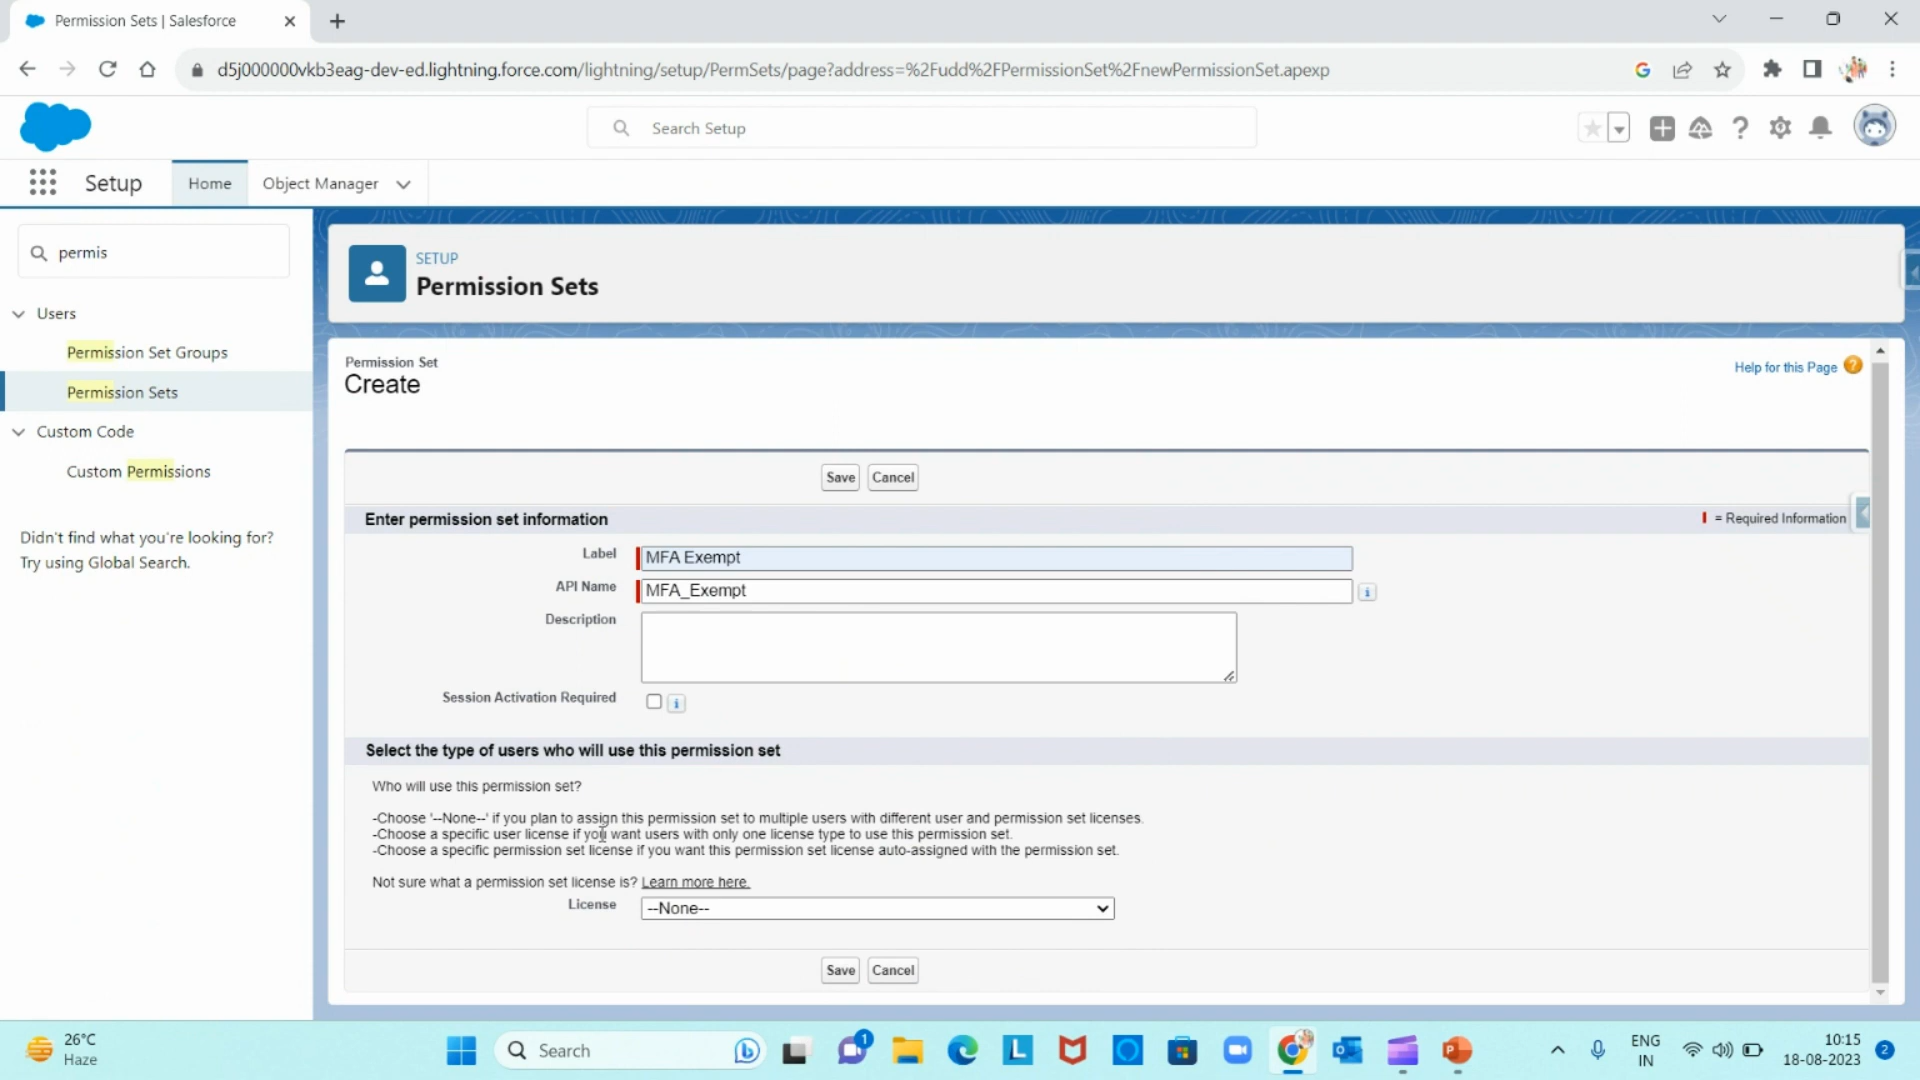 Permission Sets | Salesforce
d5j000000vkb3eag-dev-ed.lightning.force.com/lightning/setup/PermSets/page?address=%2Fudd%2FPermissionSet%2FnewPermissionSet.apexp
Search Setup
Setup
Home
Object Manager
permis
Users
Permission Set Groups
Permission Sets
Custom Code
Custom Permissions
Didn't find what you're looking for?
Try using Global Search.
SETUP
Permission Sets
Permission Set
Create
Help for this Page
Save Cancel
Enter permission set information
= Required Information
Label MFA Exempt
API Name MFA_Exempt
Description
Session Activation Required
Select the type of users who will use this permission set
Who will use this permission set?
-Choose '--None--' if you plan to assign this permission set to multiple users with different user and permission set licenses.
-Choose a specific user license if you want users with only one license type to use this permission set.
-Choose a specific permission set license if you want this permission set license auto-assigned with the permission set.
Not sure what a permission set license is? Learn more here.
License --None--
Save Cancel
26°C
Haze
Search
1
L
P
ENG
IN
10:15
18-08-2023
2